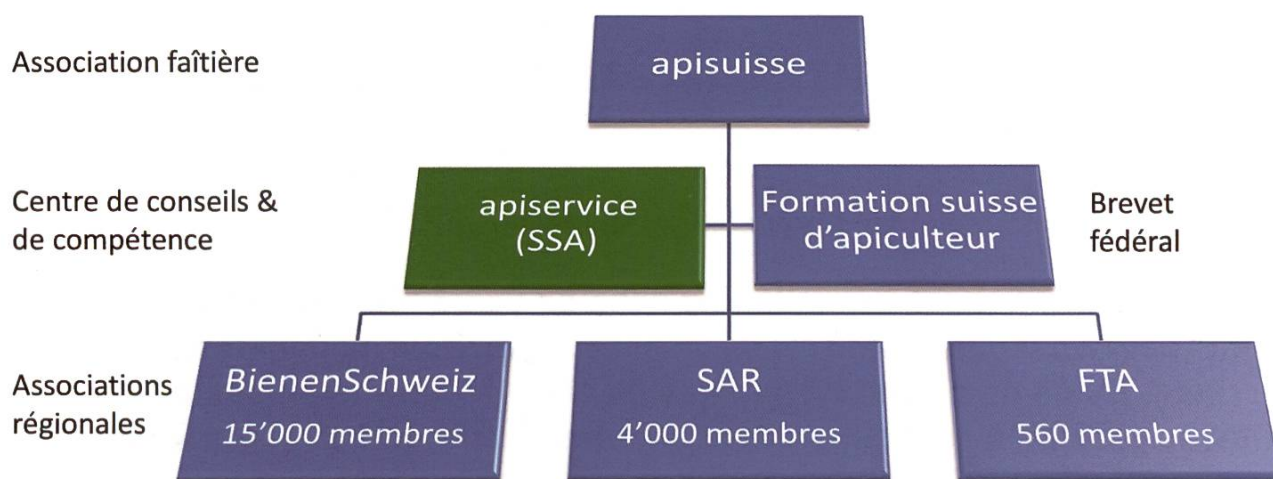 Association faîtière
apisuisse
Centre de conseils &
de compétence
apiservice
(SSA)
Formation suisse
d'apiculteur
Brevet
fédéral
Associations
régionales
BienenSchweiz
15'000 membres
SAR
4'000 membres
FTA
560 membres